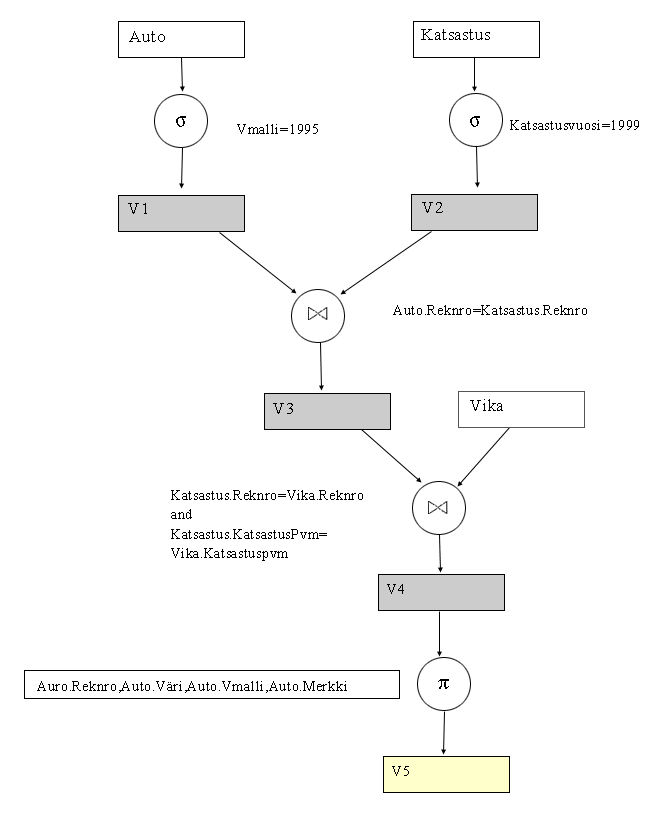 Auto
Katsastus
σ
Vmalli=1995
σ
Katsastusvuosi=1999
V1
V2
⋈
Auto.Reknro=Katsastus.Reknro
V3
Vika
Katsastus.Reknro=Vika.Reknro
and
Katsastus.KatsastusPvm=
Vika.Katsastuspvm
⋈
V4
Auro.Reknro,Auto.Väri,Auto.Vmalli,Auto.Merkki
π
V5